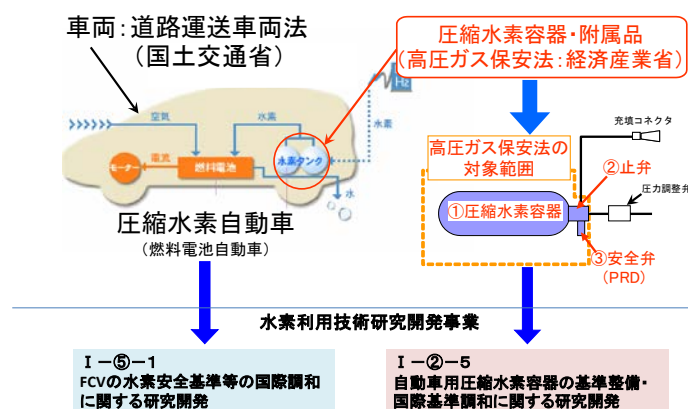 車両：道路運送車両法
（国土交通省）
圧縮水素容器・附属品
（高圧ガス保安法：経済産業省）
H2
空気
水素
水素
モーター
電流
燃料電池
水素タンク
水
圧縮水素自動車
（燃料電池自動車）
充填コネクタ
高圧ガス保安法の
対象範囲
②止弁
圧力調整弁
①圧縮水素容器
③安全弁
（PRD）
水素利用技術研究開発事業
Ⅰ－⑤－1
FCVの水素安全基準等の国際調和
に関する研究開発
Ⅰ－②－5
自動車用圧縮水素容器の基準整備・
国際基準調和に関する研究開発